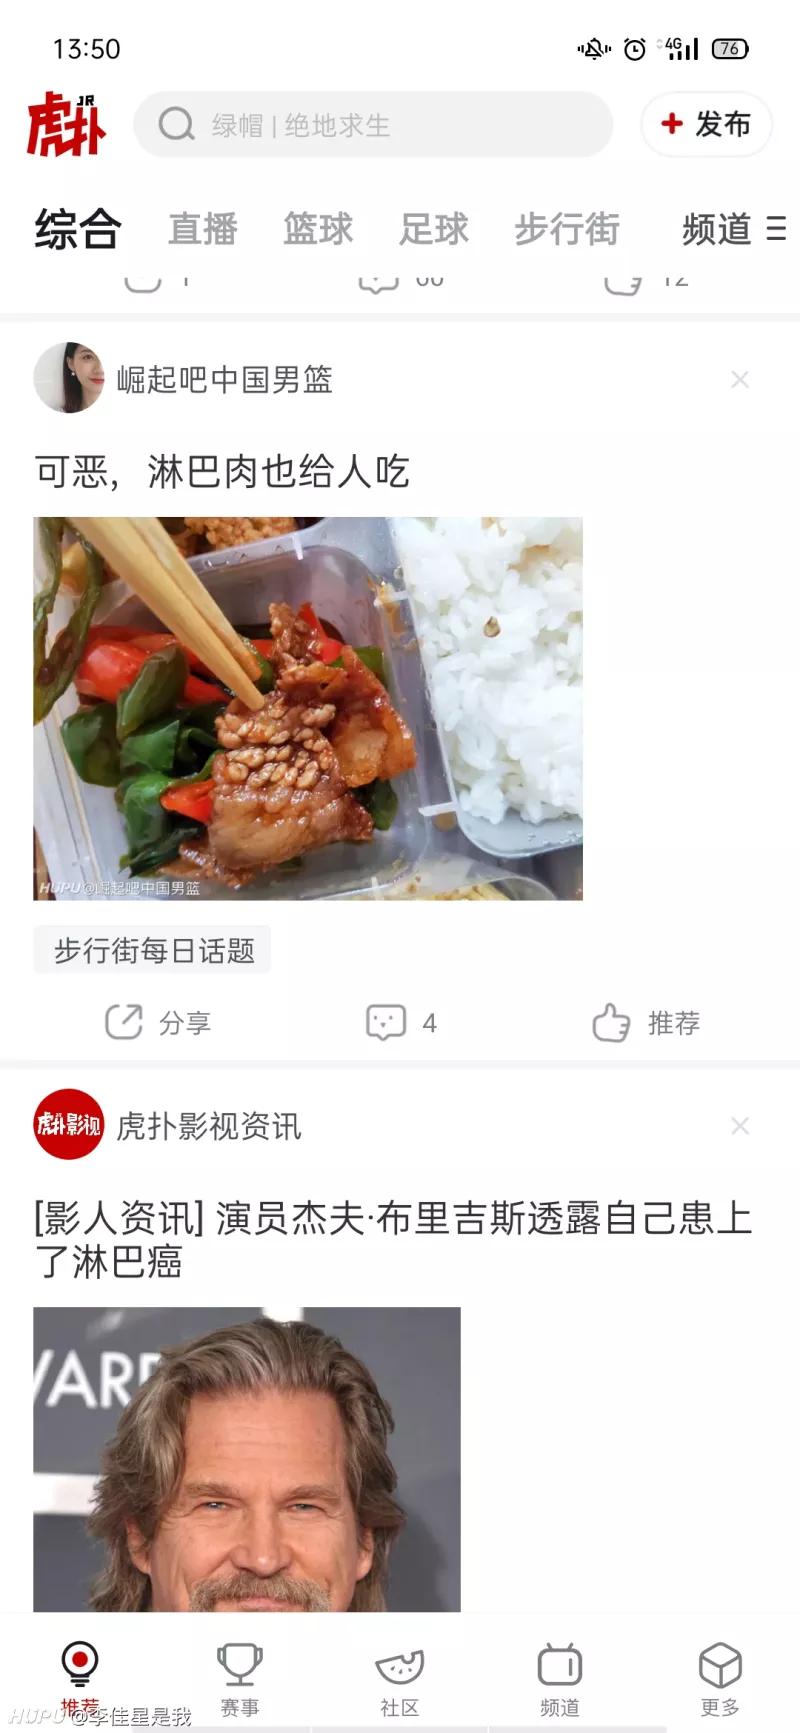 13:50
4G
76
虎扑 JR
绿帽 | 绝地求生
+ 发布
综合 直播 篮球 足球 步行街 频道
崛起吧中国男篮
可恶，淋巴肉也给人吃
HUPU@崛起吧中国男篮
步行街每日话题
分享 4 推荐
虎扑影视
虎扑影视资讯
[影人资讯] 演员杰夫·布里吉斯透露自己患上
了淋巴癌
推荐 赛事 社区 频道 更多
HUPU@李佳星是我